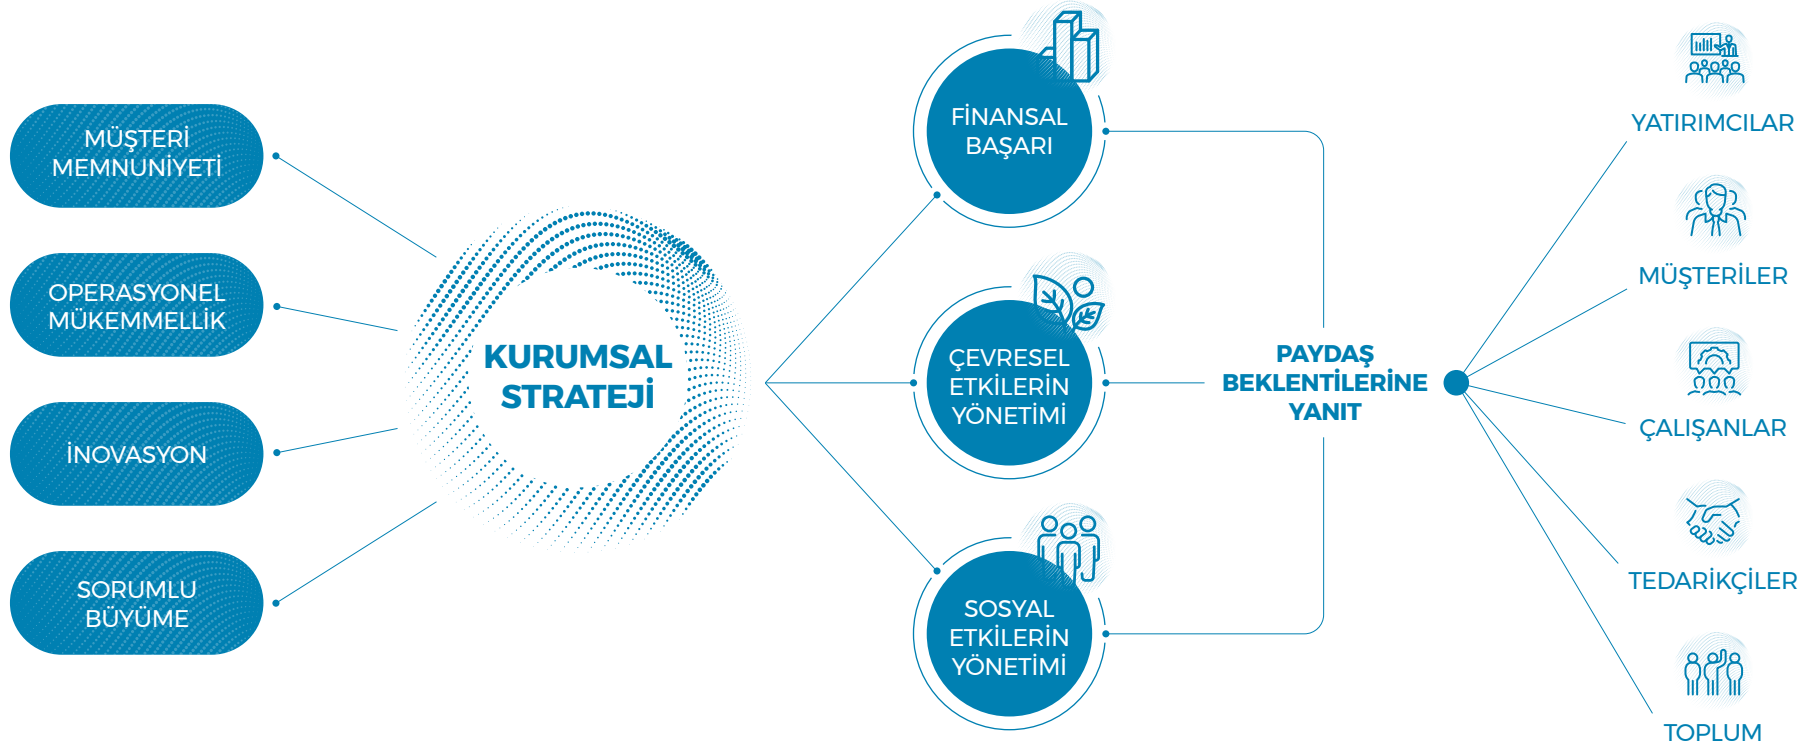 MÜŞTERİ
MEMNUNİYETİ
OPERASYONEL
MÜKEMMELLİK
İNOVASYON
SORUMLU
BÜYÜME
KURUMSAL
STRATEJİ
FİNANSAL
BAŞARI
ÇEVRESEL
ETKİLERİN
YÖNETİMİ
SOSYAL
ETKİLERİN
YÖNETİMİ
PAYDAŞ
BEKLENTİLERİNE
YANIT
YATIRIMCILAR
MÜŞTERİLER
ÇALIŞANLAR
TEDARİKÇİLER
TOPLUM